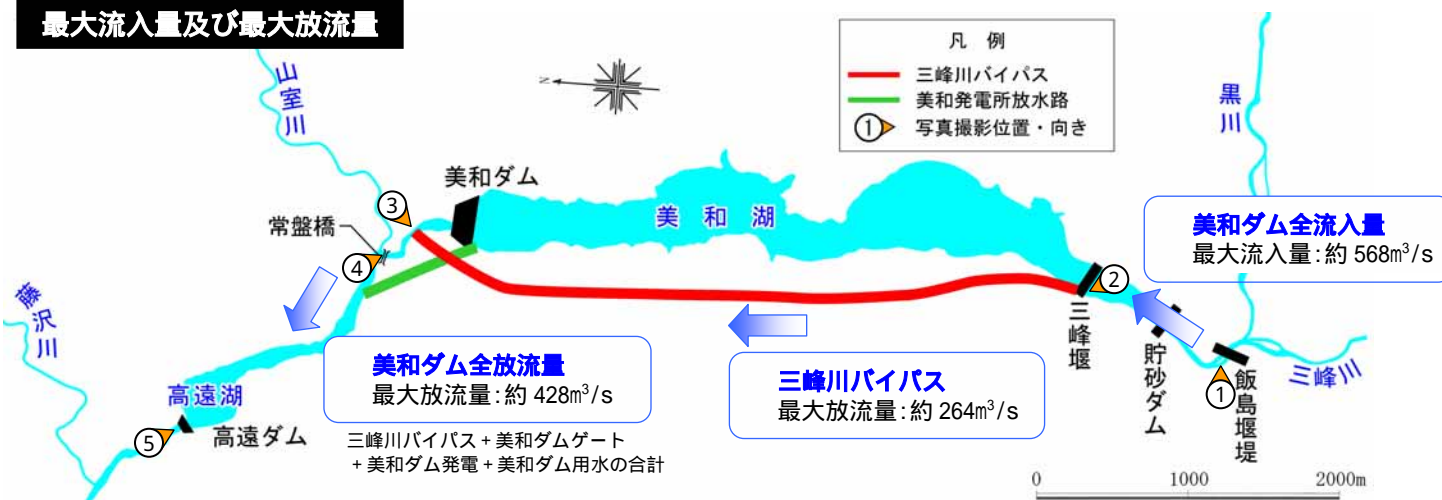 最大流入量及び最大放流量
凡 例
三峰川バイパス
美和発電所放水路
① 写真撮影位置・向き
N
山室川
黒川
美和ダム
③
常盤橋
④
美 和 湖
美和ダム全流入量
最大流入量:約 568m³/s
②
三峰堰
貯砂ダム
①
飯島堰堤
三峰川
藤沢川
美和ダム全放流量
最大放流量:約 428m³/s
三峰川バイパス + 美和ダムゲート
+ 美和ダム発電 + 美和ダム用水の合計
三峰川バイパス
最大放流量:約 264m³/s
高遠湖
高遠ダム
⑤
0 1000 2000m